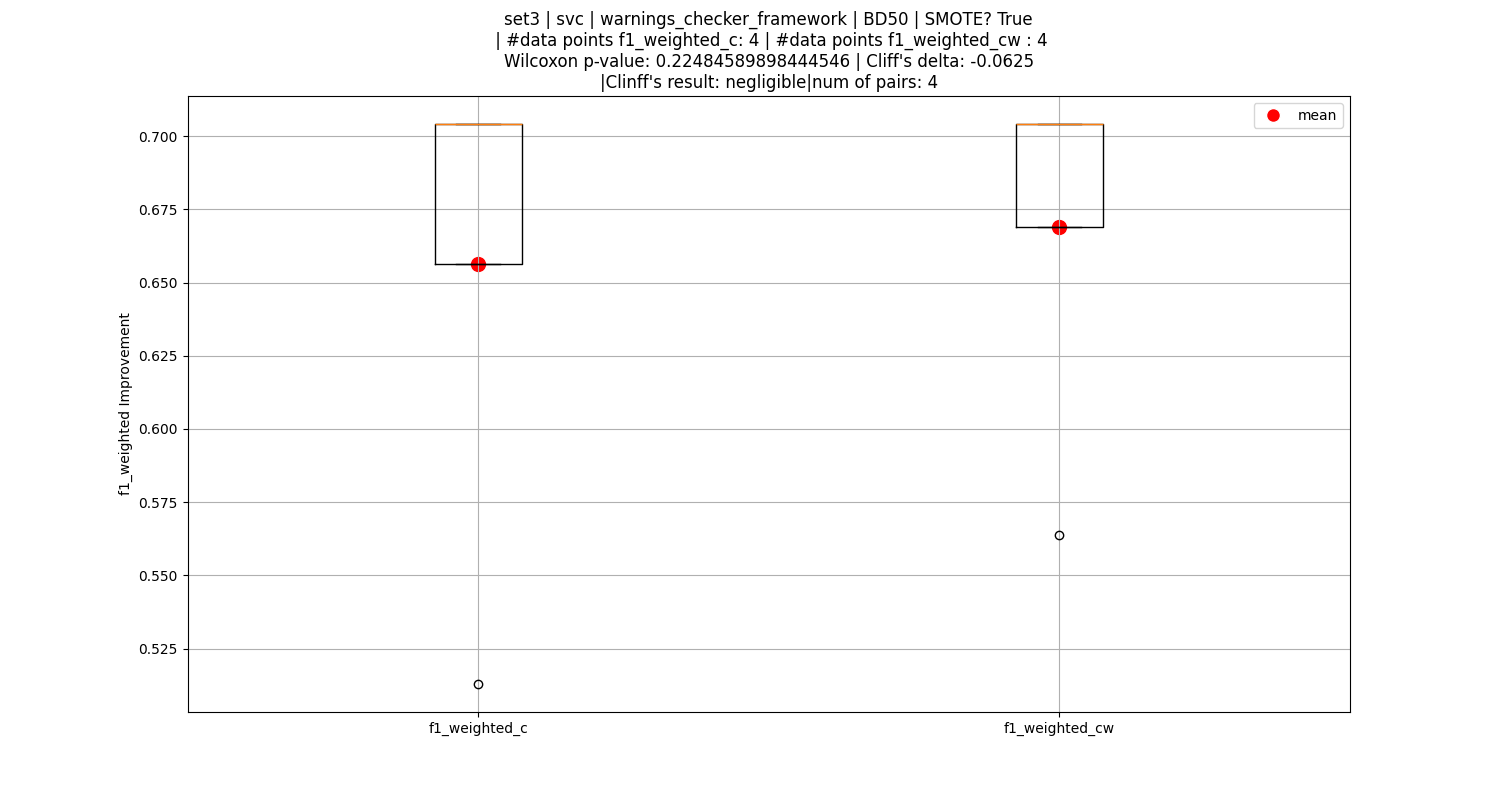 set3 | svc | warnings_checker_framework | BD50 | SMOTE? True
| #data points f1_weighted_c: 4 | #data points f1_weighted_cw : 4
Wilcoxon p-value: 0.22484589898444546 | Cliff's delta: -0.0625
|Clinff's result: negligible|num of pairs: 4
mean
0.700
0.675
0.650
0.625
0.600
0.575
0.550
0.525
f1_weighted Improvement
f1_weighted_c
f1_weighted_cw